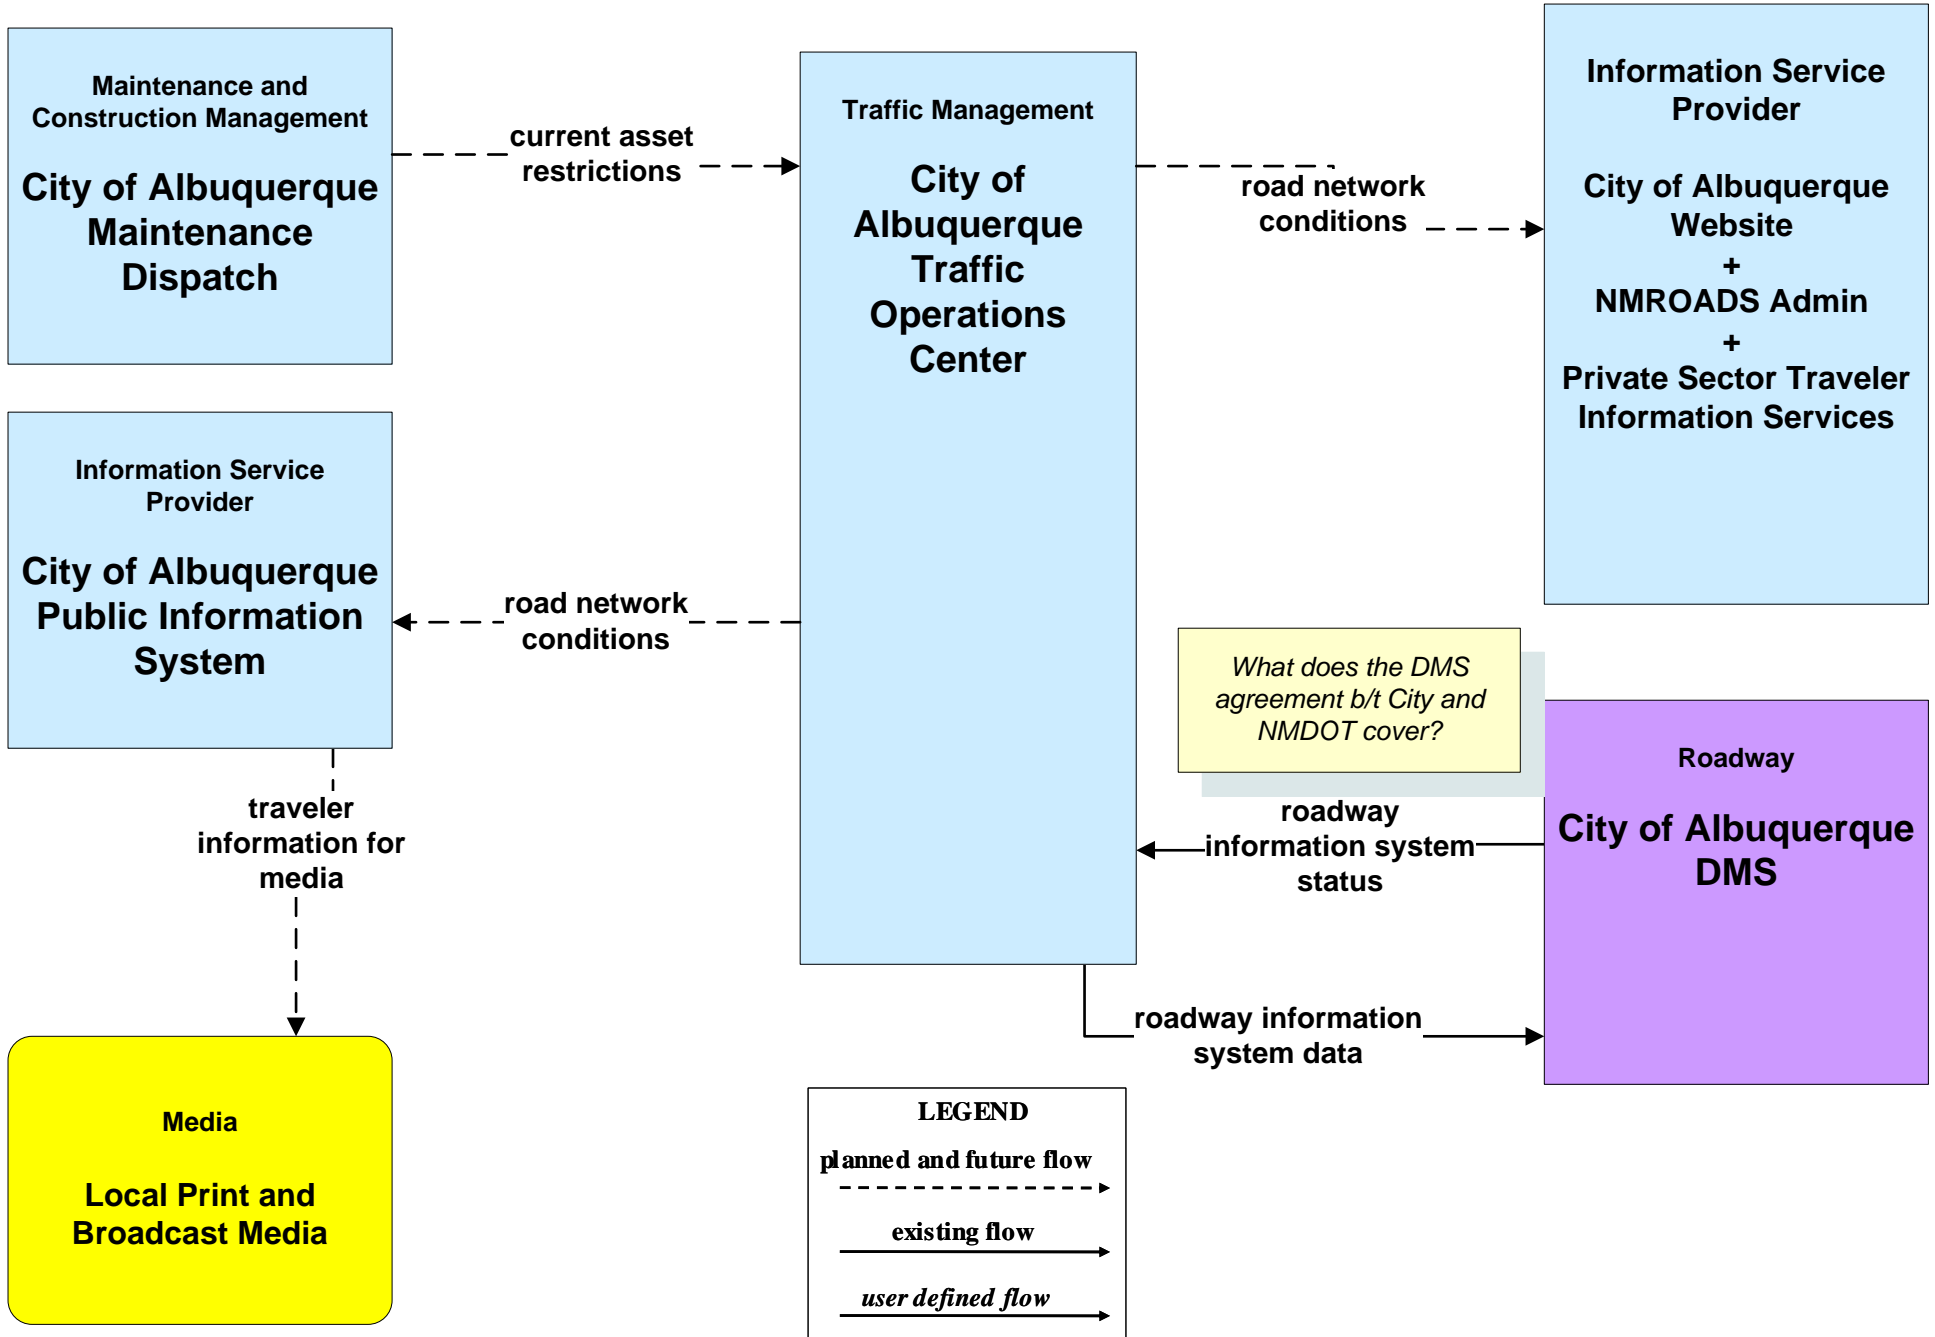 Maintenance and
Construction Management
City of Albuquerque
Maintenance
Dispatch
current asset
restrictions
Traffic Management
City of
Albuquerque
Traffic
Operations
Center
road network
conditions
Information Service
Provider
City of Albuquerque
Website
+
NMROADS Admin
+
Private Sector Traveler
Information Services
Information Service
Provider
City of Albuquerque
Public Information
System
road network
conditions
What does the DMS
agreement b/t City and
NMDOT cover?
Roadway
City of Albuquerque
DMS
roadway
information system
status
traveler
information for
media
roadway information
system data
Media
Local Print and
Broadcast Media
LEGEND
planned and future flow
existing flow
user defined flow